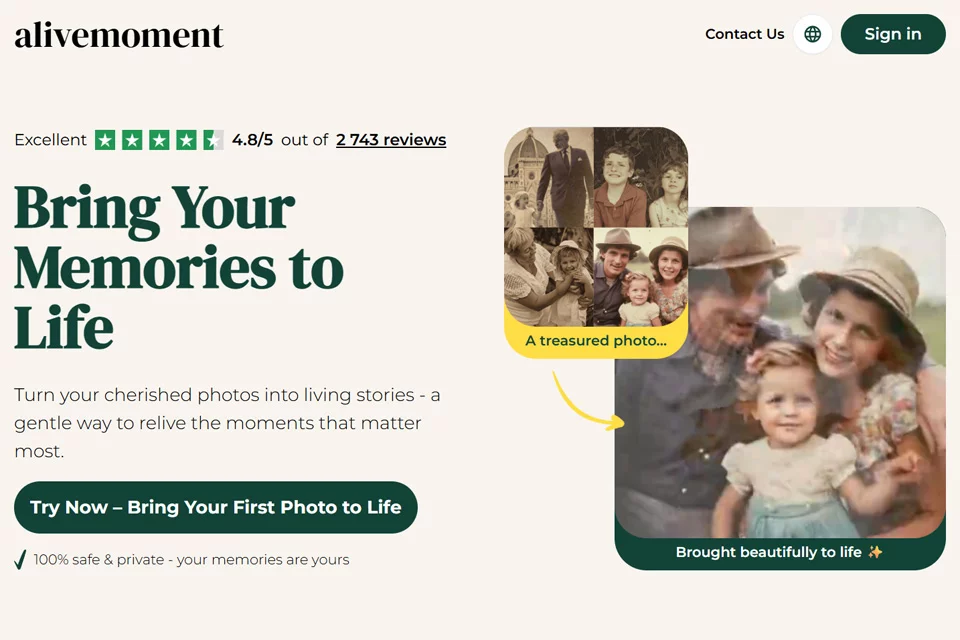 alivemoment
Contact Us
Sign in
Excellent 4.8/5 out of 2 743 reviews
Bring Your
Memories to
Life
Turn your cherished photos into living stories - a
gentle way to relive the moments that matter
most.
Try Now – Bring Your First Photo to Life
100% safe & private - your memories are yours
A treasured photo...
Brought beautifully to life ✨